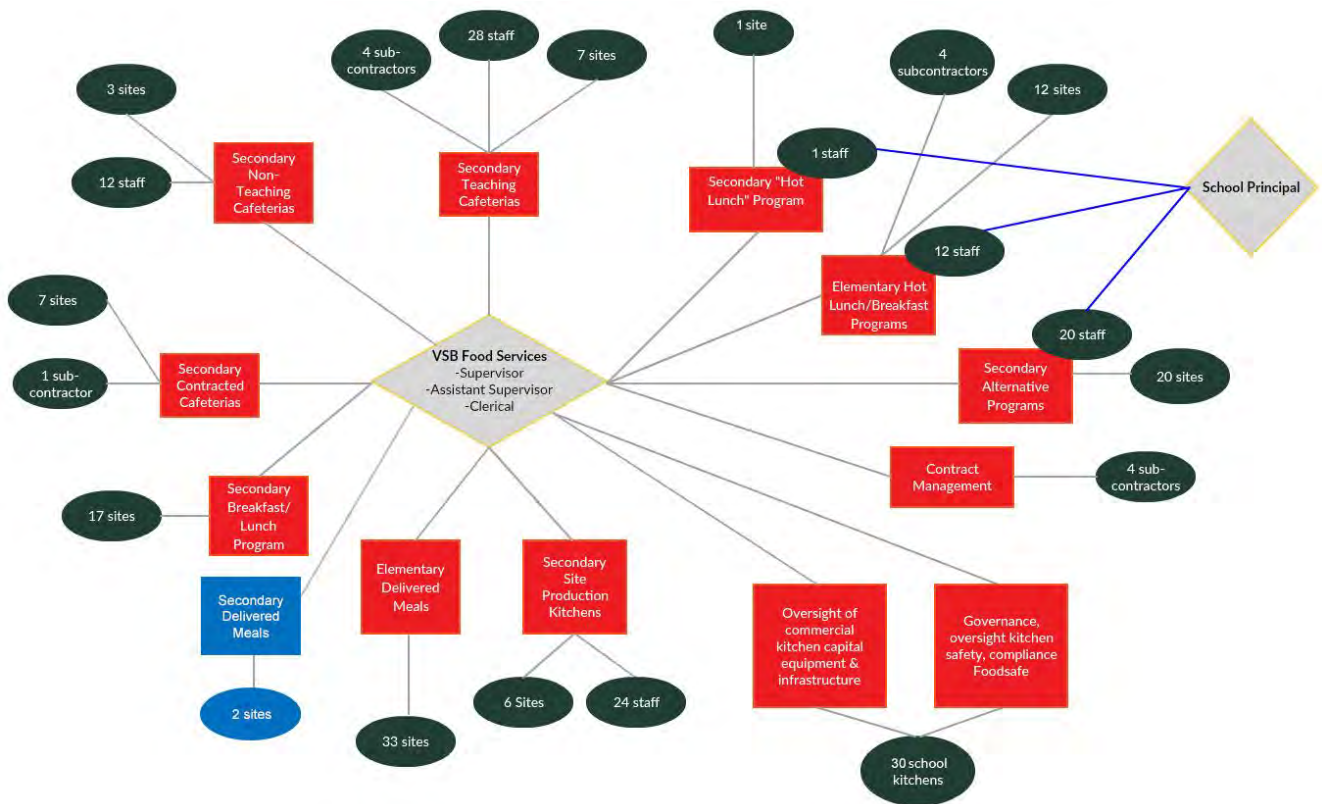 1 site
28 staff
4 sub-
contractors
7 sites
4
subcontractors
3 sites
12 sites
Secondary
Non-
Teaching
Cafeterias
12 staff
Secondary
Teaching
Cafeterias
1 staff
Secondary "Hot
Lunch" Program
School Principal
12 staff
Elementary Hot
Lunch/Breakfast
Programs
7 sites
20 staff
Secondary
Contracted
Cafeterias
1 sub-
contractor
VSB Food Services
-Supervisor
-Assistant Supervisor
-Clerical
Secondary
Alternative
Programs
20 sites
Contract
Management
4 sub-
contractors
Secondary
Breakfast/
Lunch
Program
17 sites
Secondary
Delivered
Meals
2 sites
Elementary
Delivered
Meals
33 sites
Secondary
Site
Production
Kitchens
6 Sites
24 staff
Oversight of
commercial
kitchen capital
equipment &
infrastructure
Governance,
oversight kitchen
safety, compliance
Foodsafe
30 school
kitchens